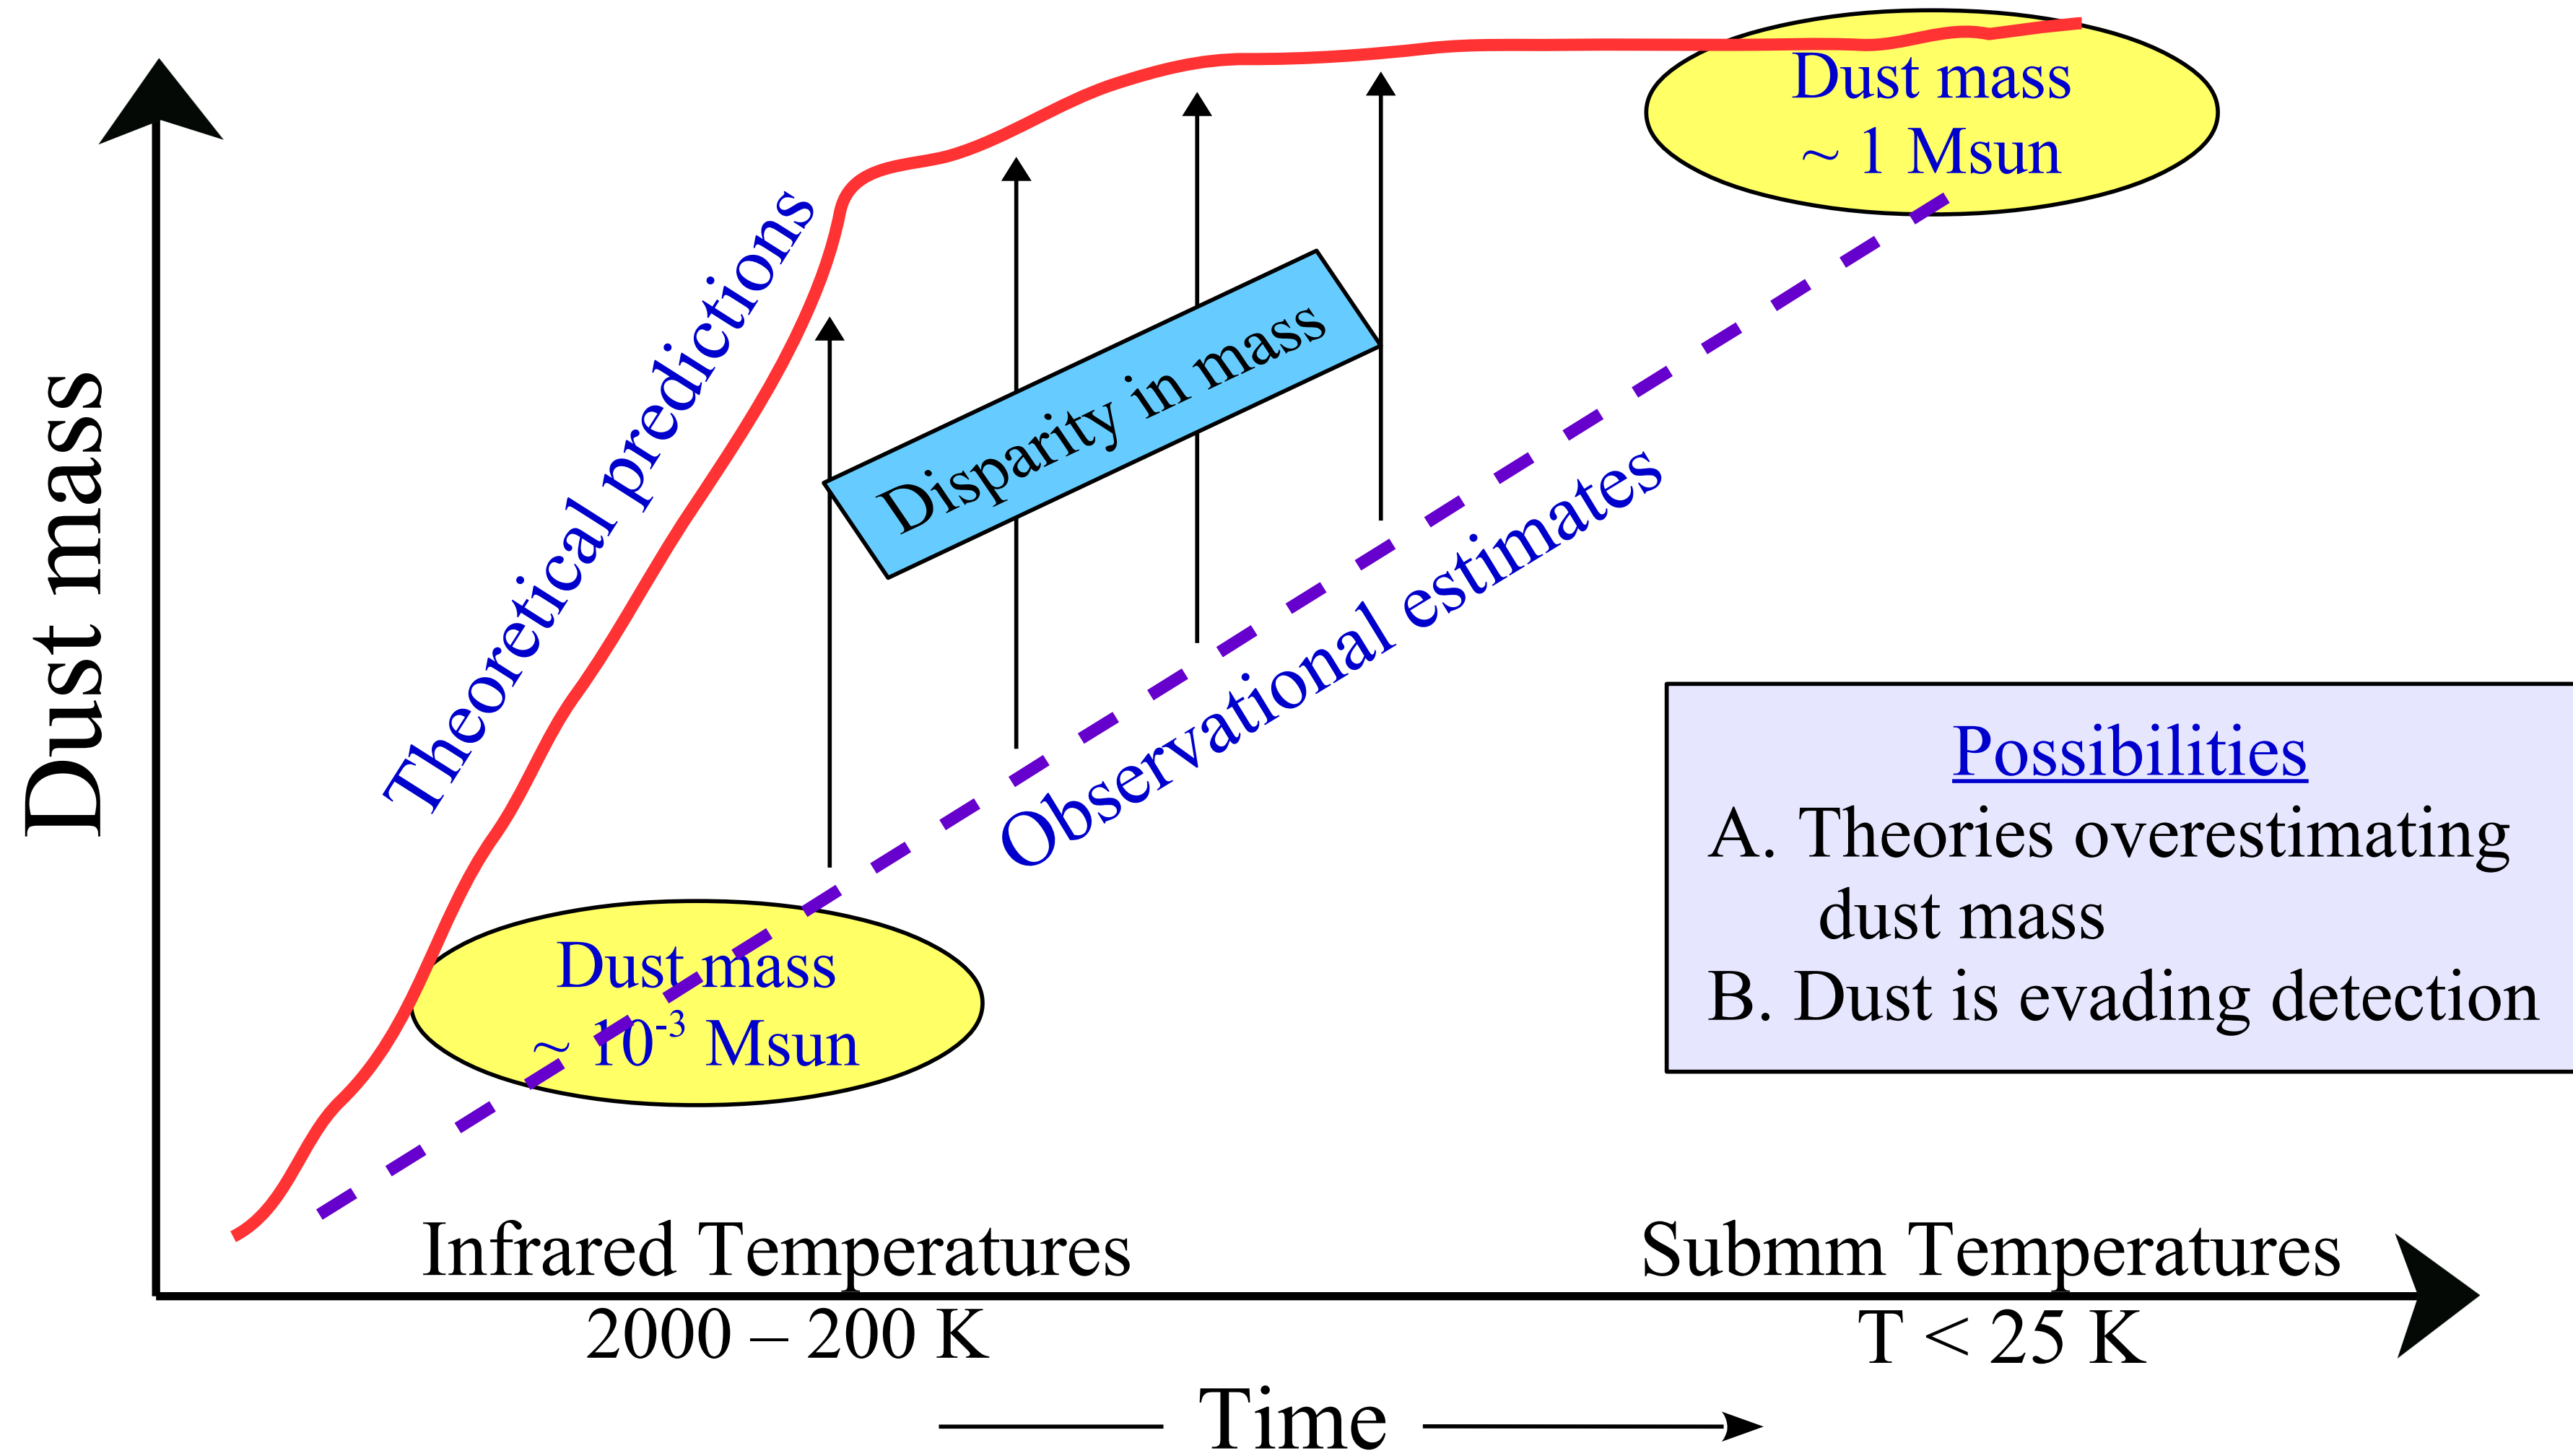 Dust mass
~ 1 Msun
Theoretical predictions
Disparity in mass
Observational estimates
Dust mass
Possibilities
A. Theories overestimating
dust mass
B. Dust is evading detection
Dust mass
~ 10⁻³ Msun
Infrared Temperatures
2000 – 200 K
Submm Temperatures
T < 25 K
Time